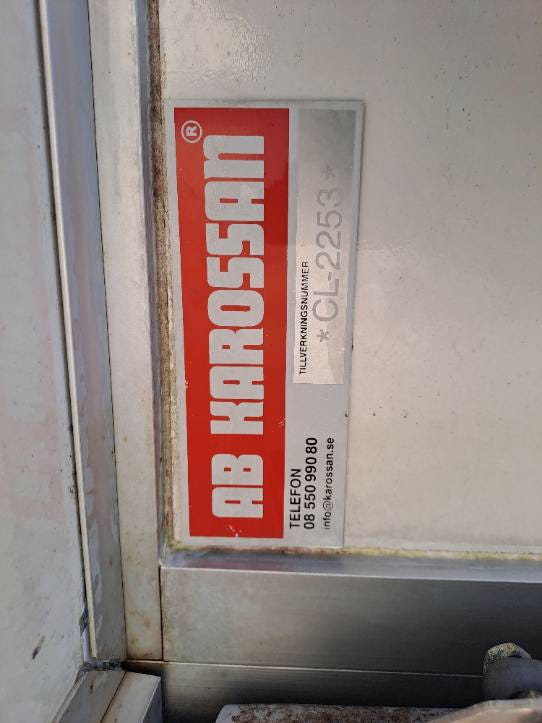 AB KAROSSAN ®
TELEFON
08 550 990 80
info@karossan.se
TILLVERKNINGSNUMMER
*CL-2253*